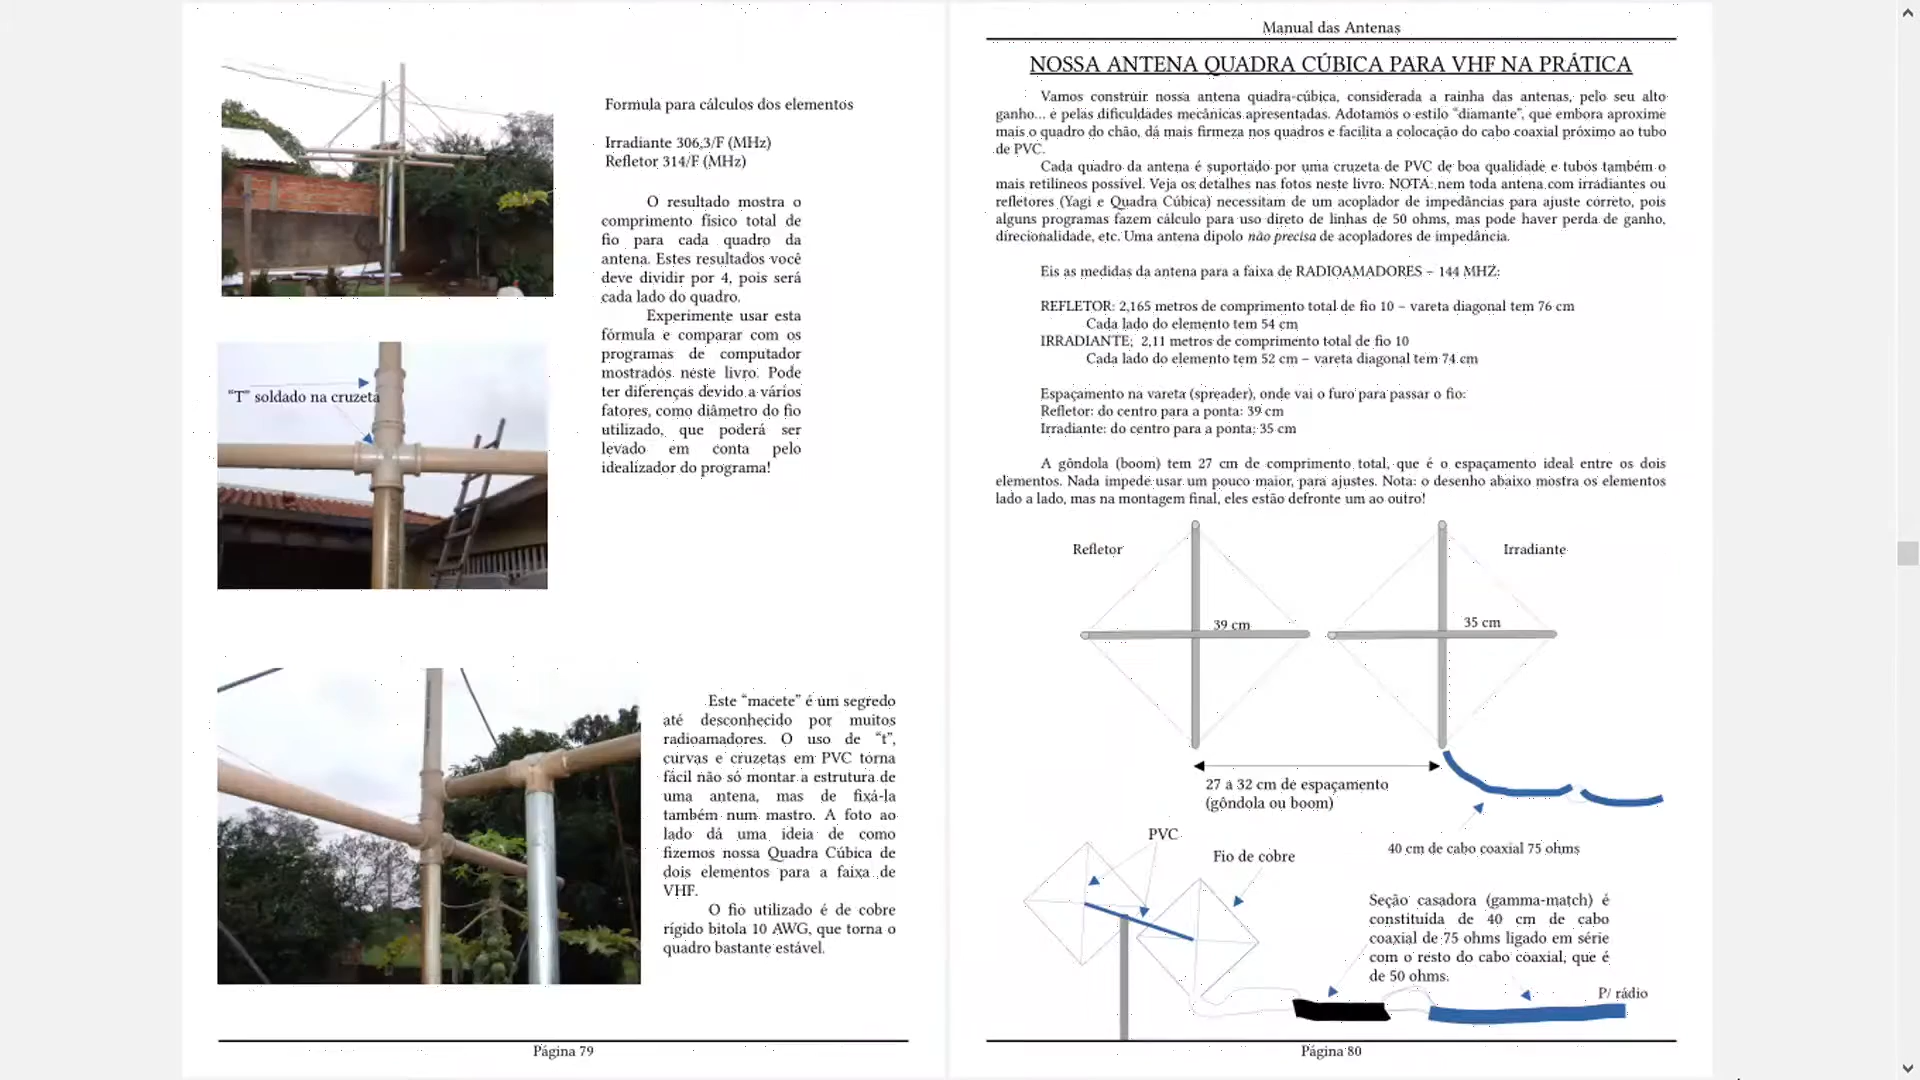 Formula para cálculos dos elementos
Irradiante 306,3/F (MHz)
Refletor 314/F (MHz)
O resultado mostra o
comprimento físico total de
fio para cada quadro da
antena. Estes resultados você
deve dividir por 4, pois será
cada lado do quadro.
Experimente usar esta
fórmula e comparar com os
programas de computador
mostrados neste livro. Pode
ter diferenças devido a vários
fatores, como diâmetro do fio
utilizado, que poderá ser
levado em conta pelo
idealizador do programa!
"T" soldado na cruzeta
Este "macete" é um segredo
até desconhecido por muitos
radioamadores. O uso de "t",
curvas e cruzetas em PVC torna
fácil não só montar a estrutura de
uma antena, mas de fixá-la
também num mastro. A foto ao
lado dá uma ideia de como
fizemos nossa Quadra Cúbica de
dois elementos para a faixa de
VHF.
O fio utilizado é de cobre
rígido bitola 10 AWG, que torna o
quadro bastante estável.
Página 79
Manual das Antenas
NOSSA ANTENA QUADRA CÚBICA PARA VHF NA PRÁTICA
Vamos construir nossa antena quadra-cúbica, considerada a rainha das antenas, pelo seu alto
ganho... e pelas dificuldades mecânicas apresentadas. Adotamos o estilo "diamante", que embora aproxime
mais o quadro do chão, dá mais firmeza nos quadros e facilita a colocação do cabo coaxial próximo ao tubo
de PVC.
Cada quadro da antena é suportado por uma cruzeta de PVC de boa qualidade e tubos também o
mais retilíneos possível. Veja os detalhes nas fotos neste livro. NOTA: nem toda antena com irradiantes ou
refletores (Yagi e Quadra Cúbica) necessitam de um acoplador de impedâncias para ajuste correto, pois
alguns programas fazem cálculo para uso direto de linhas de 50 ohms, mas pode haver perda de ganho,
direcionalidade, etc. Uma antena dipolo não precisa de acopladores de impedância.
Eis as medidas da antena para a faixa de RADIOAMADORES – 144 MHZ:
REFLETOR: 2,165 metros de comprimento total de fio 10 – vareta diagonal tem 76 cm
Cada lado do elemento tem 54 cm
IRRADIANTE; 2,11 metros de comprimento total de fio 10
Cada lado do elemento tem 52 cm – vareta diagonal tem 74 cm
Espaçamento na vareta (spreader), onde vai o furo para passar o fio:
Refletor: do centro para a ponta: 39 cm
Irradiante: do centro para a ponta: 35 cm
A gôndola (boom) tem 27 cm de comprimento total, que é o espaçamento ideal entre os dois
elementos. Nada impede usar um pouco maior, para ajustes. Nota: o desenho abaixo mostra os elementos
lado a lado, mas na montagem final, eles estão defronte um ao outro!
Refletor
Irradiante
39 cm
35 cm
27 a 32 cm de espaçamento
(gôndola ou boom)
PVC
Fio de cobre
40 cm de cabo coaxial 75 ohms
Seção casadora (gamma-match) é
constituída de 40 cm de cabo
coaxial de 75 ohms ligado em série
com o resto do cabo coaxial, que é
de 50 ohms.
P/ rádio
Página 80